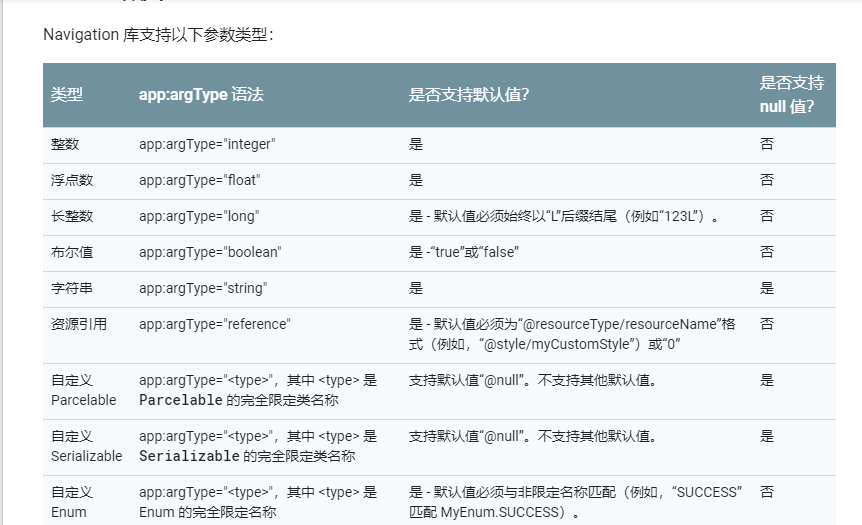 Navigation 库支持以下参数类型：
类型 app:argType 语法 是否支持默认值？ 是否支持
null 值？
整数 app:argType="integer" 是 否
浮点数 app:argType="float" 是 否
长整数 app:argType="long" 是 - 默认值必须始终以“L”后缀结尾（例如“123L”）。 否
布尔值 app:argType="boolean" 是 -“true”或“false” 否
字符串 app:argType="string" 是 是
资源引用 app:argType="reference" 是 - 默认值必须为“@resourceType/resourceName”格 否
式（例如，“@style/myCustomStyle”）或“0”
自定义 app:argType="<type>"，其中 <type> 是 支持默认值“@null”。不支持其他默认值。 是
Parcelable Parcelable 的完全限定类名称
自定义 app:argType="<type>"，其中 <type> 是 支持默认值“@null”。不支持其他默认值。 是
Serializable Serializable 的完全限定类名称
自定义 app:argType="<type>"，其中 <type> 是 是 - 默认值必须与非限定名称匹配（例如，“SUCCESS” 否
Enum Enum 的完全限定名称 匹配 MyEnum.SUCCESS）。